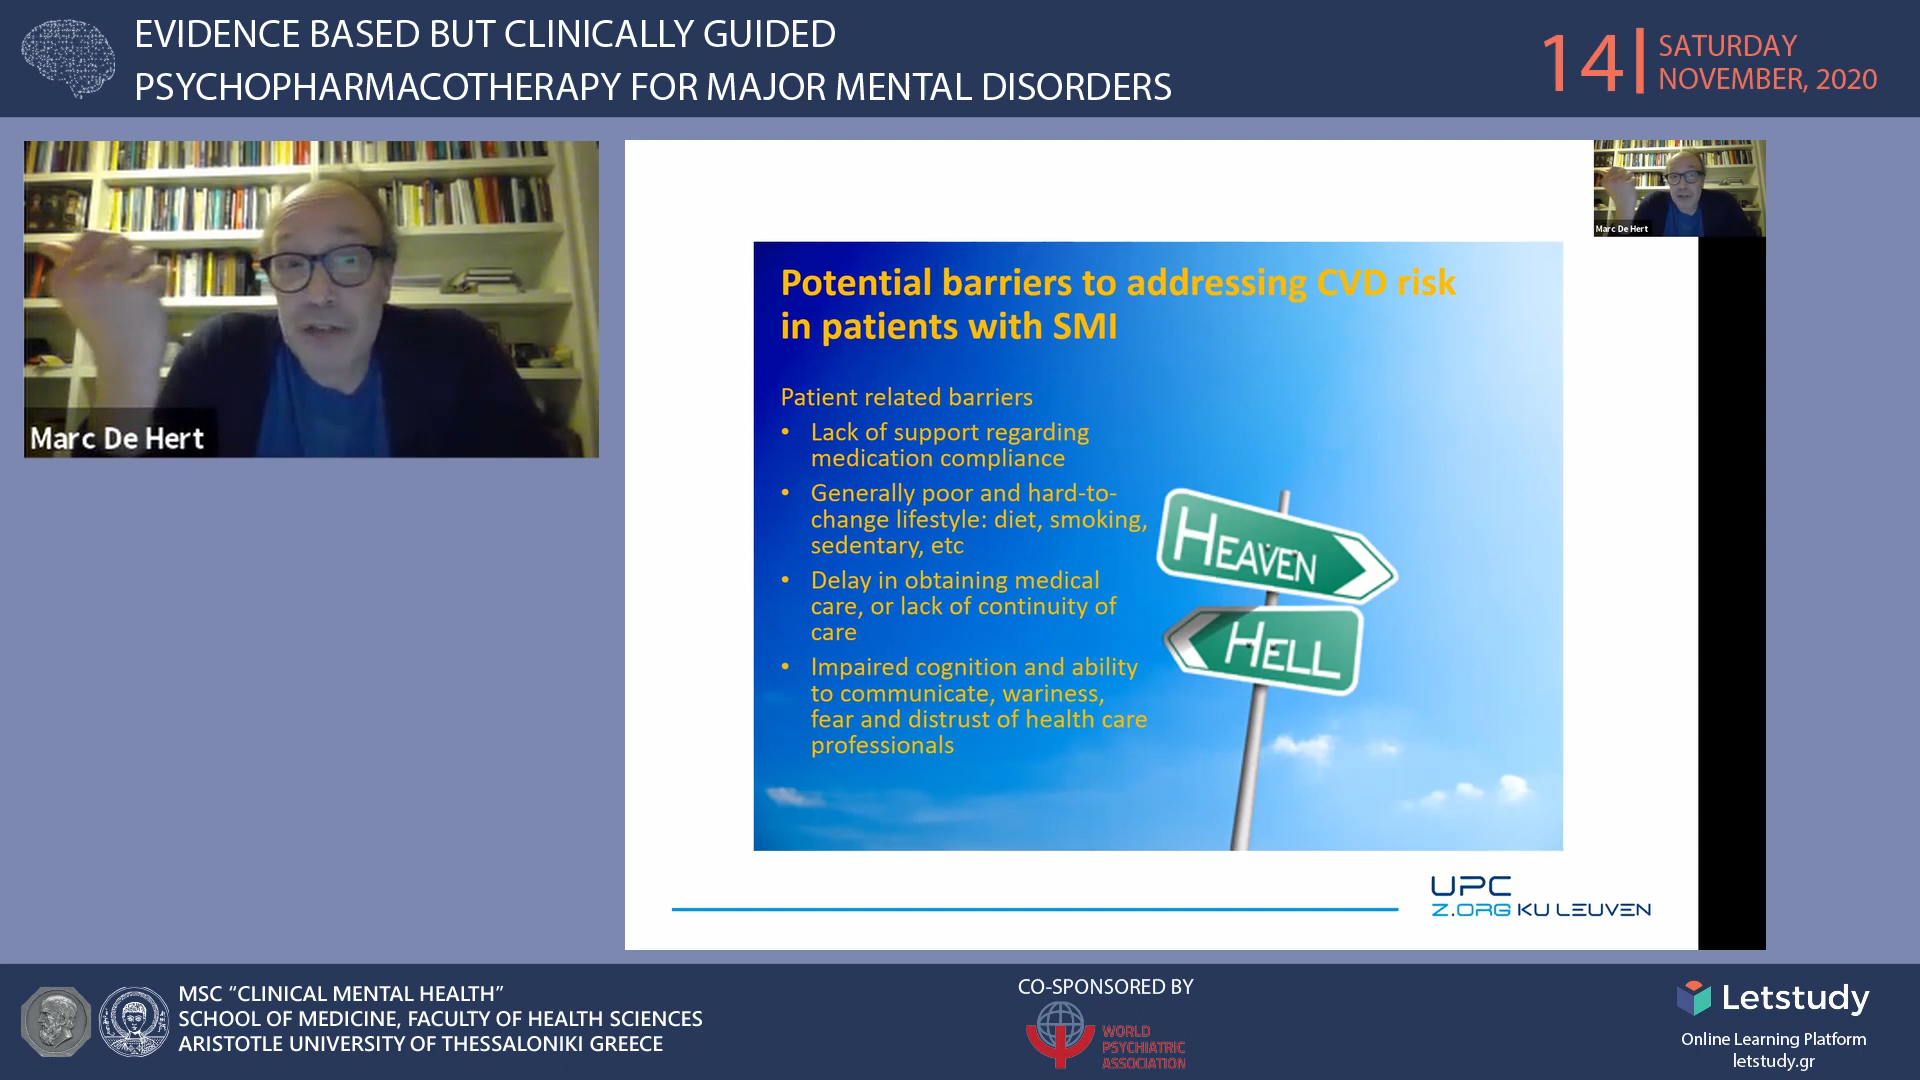 EVIDENCE BASED BUT CLINICALLY GUIDED
PSYCHOPHARMACOTHERAPY FOR MAJOR MENTAL DISORDERS
14
SATURDAY
NOVEMBER, 2020
Marc De Hert
Marc De Hert
Potential barriers to addressing CVD risk
in patients with SMI
Patient related barriers
• Lack of support regarding
medication compliance
• Generally poor and hard-to-
change lifestyle: diet, smoking,
sedentary, etc
• Delay in obtaining medical
care, or lack of continuity of
care
• Impaired cognition and ability
to communicate, wariness,
fear and distrust of health care
professionals
HEAVEN
HELL
UPC
Z.ORG KU LEUVEN
MSC “CLINICAL MENTAL HEALTH”
SCHOOL OF MEDICINE, FACULTY OF HEALTH SCIENCES
ARISTOTLE UNIVERSITY OF THESSALONIKI GREECE
CO-SPONSORED BY
WORLD
PSYCHIATRIC
ASSOCIATION
Letstudy
Online Learning Platform
letstudy.gr